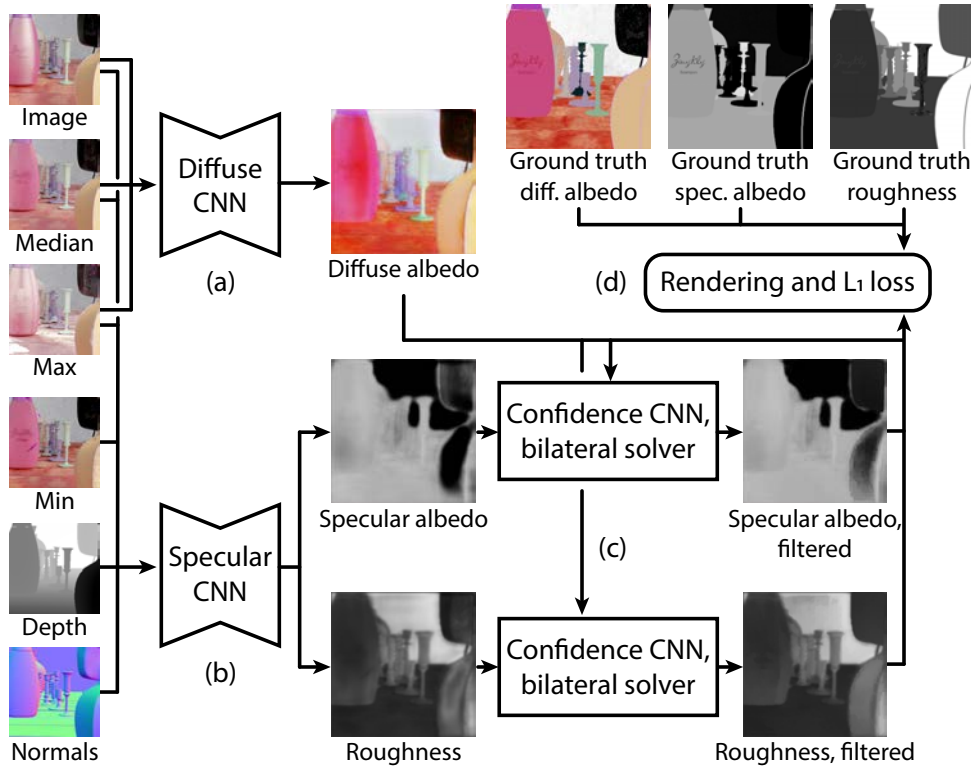 Image
Median
Max
Min
Depth
Normals
Diffuse
CNN
(a)
Diffuse albedo
Ground truth
diff. albedo
Ground truth
spec. albedo
Ground truth
roughness
(d)
Rendering and L₁ loss
Specular
CNN
(b)
Specular albedo
Confidence CNN,
bilateral solver
Specular albedo,
filtered
(c)
Roughness
Confidence CNN,
bilateral solver
Roughness, filtered